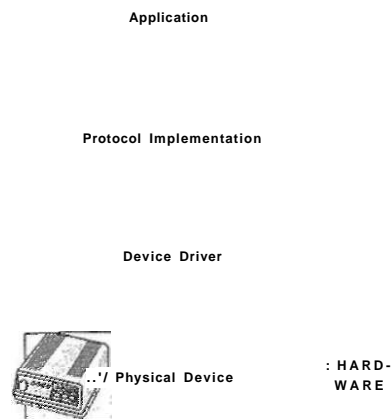 Application
Protocol Implementation
Device Driver
..'/ Physical Device
: HARD-
WARE